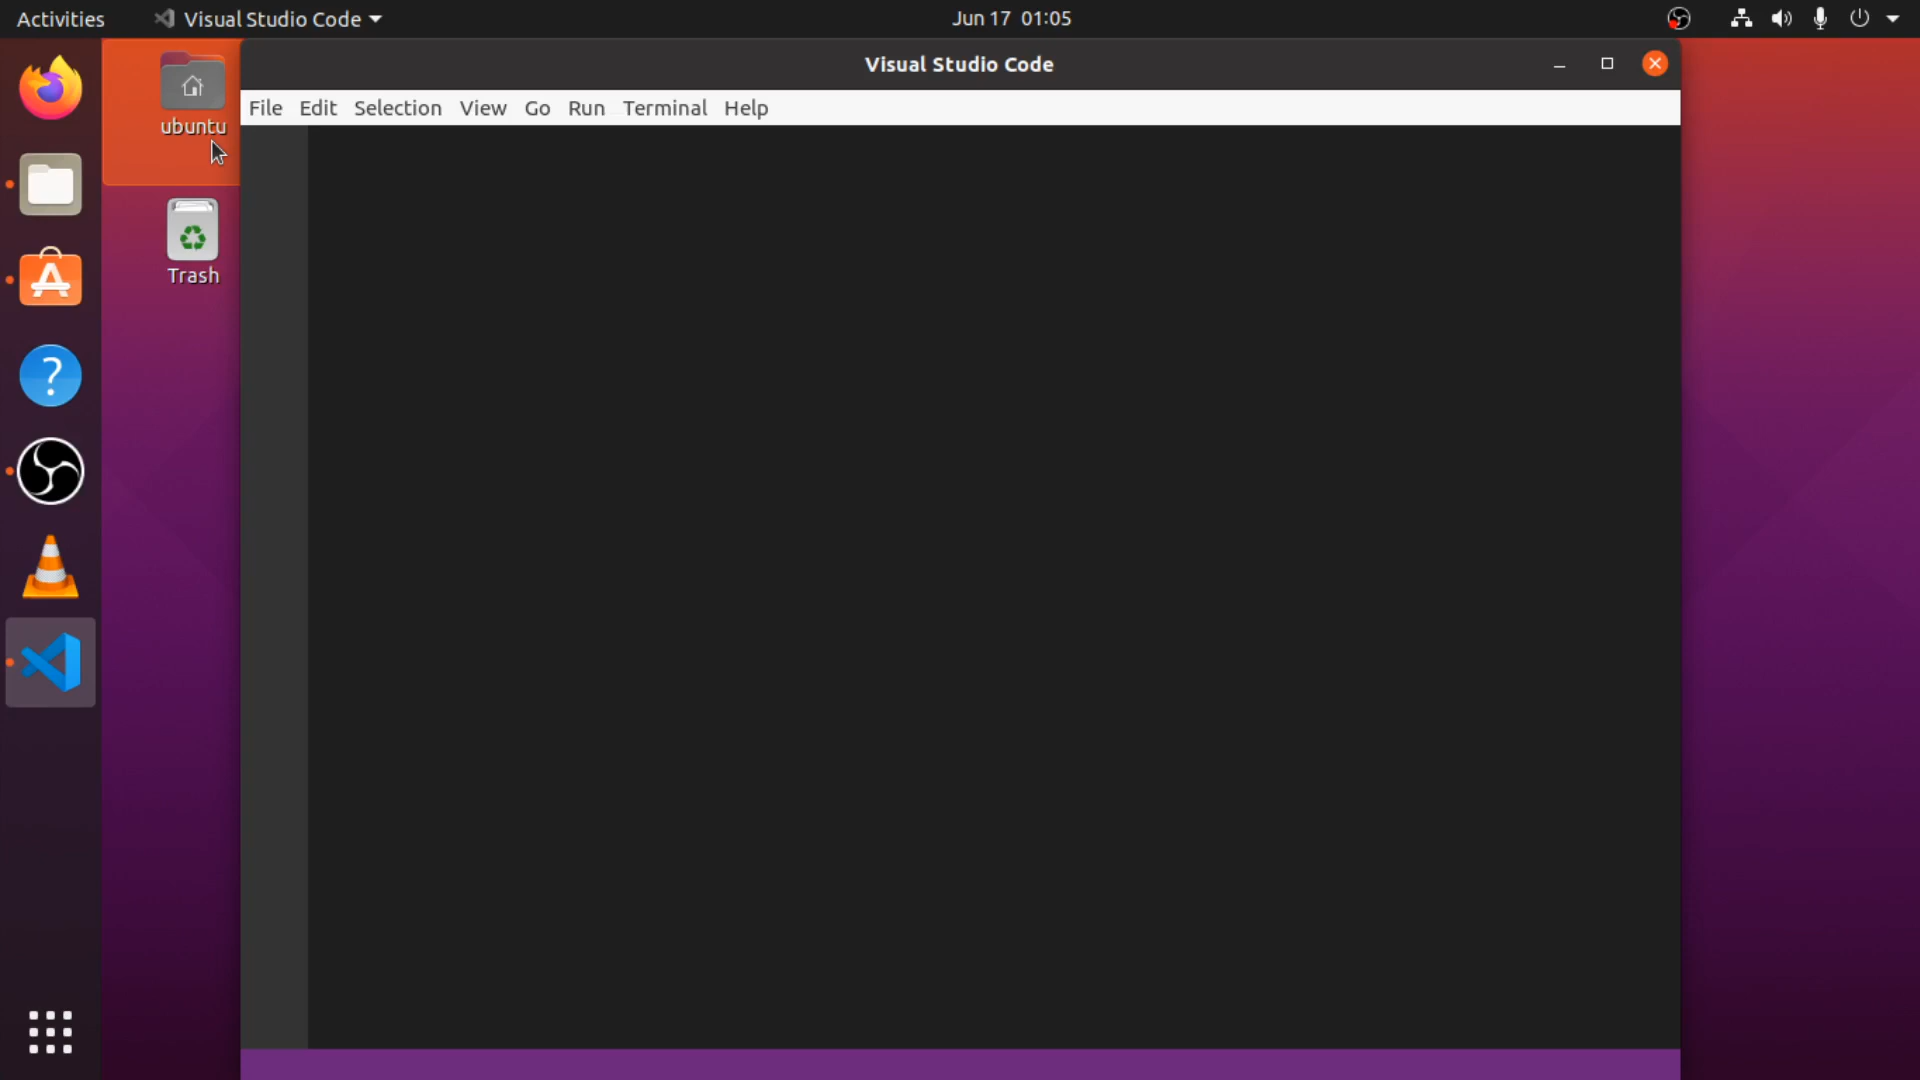 Activities Visual Studio Code Jun 17 01:05
Visual Studio Code
File Edit Selection View Go Run Terminal Help
ubuntu
Trash